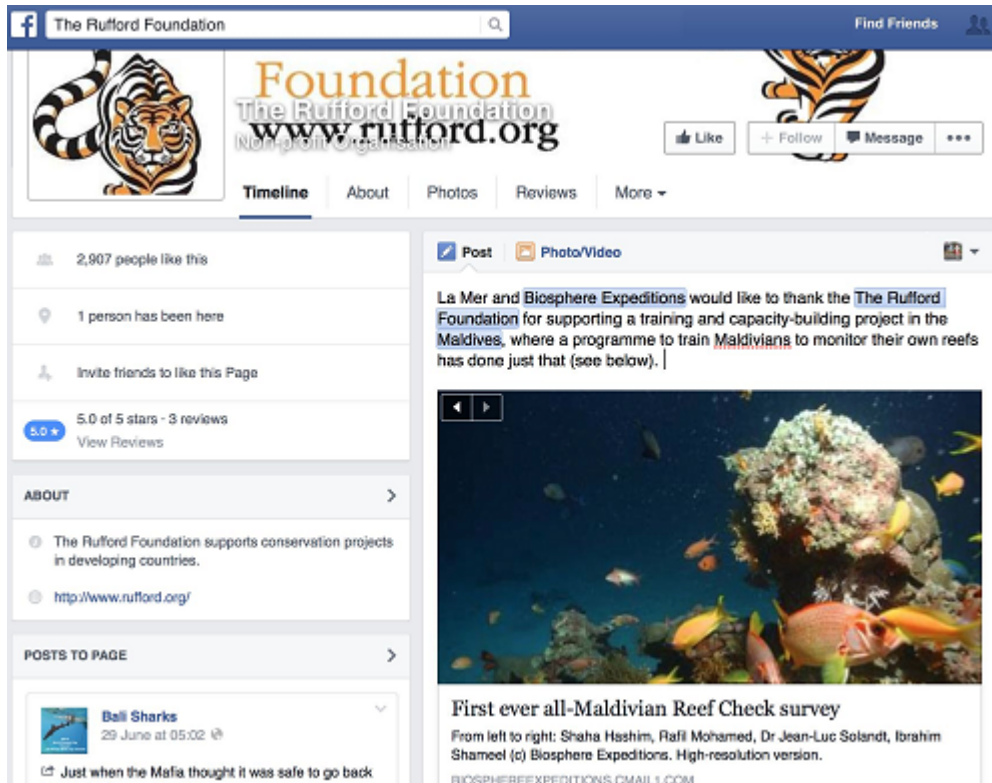 The Rufford Foundation
Find Friends
Foundation
The Rufford Foundation
www.rufford.org
Non-profit Organisation
Like
+ Follow
Message
Timeline
About
Photos
Reviews
More
2,907 people like this
1 person has been here
Invite friends to like this Page
5.0 ★
5.0 of 5 stars - 3 reviews
View Reviews
ABOUT
The Rufford Foundation supports conservation projects
in developing countries.
http://www.rufford.org/
POSTS TO PAGE
Bali Sharks
29 June at 05:02
Just when the Mafia thought it was safe to go back
Post
Photo/Video
La Mer and Biosphere Expeditions would like to thank the The Rufford
Foundation for supporting a training and capacity-building project in the
Maldives, where a programme to train Maldivians to monitor their own reefs
has done just that (see below).
First ever all-Maldivian Reef Check survey
From left to right: Shaha Hashim, Rafil Mohamed, Dr Jean-Luc Solandt, Ibrahim
Shameel (c) Biosphere Expeditions. High-resolution version.
BIOSPHEREEXPEDITIONS.CMAIL1.COM